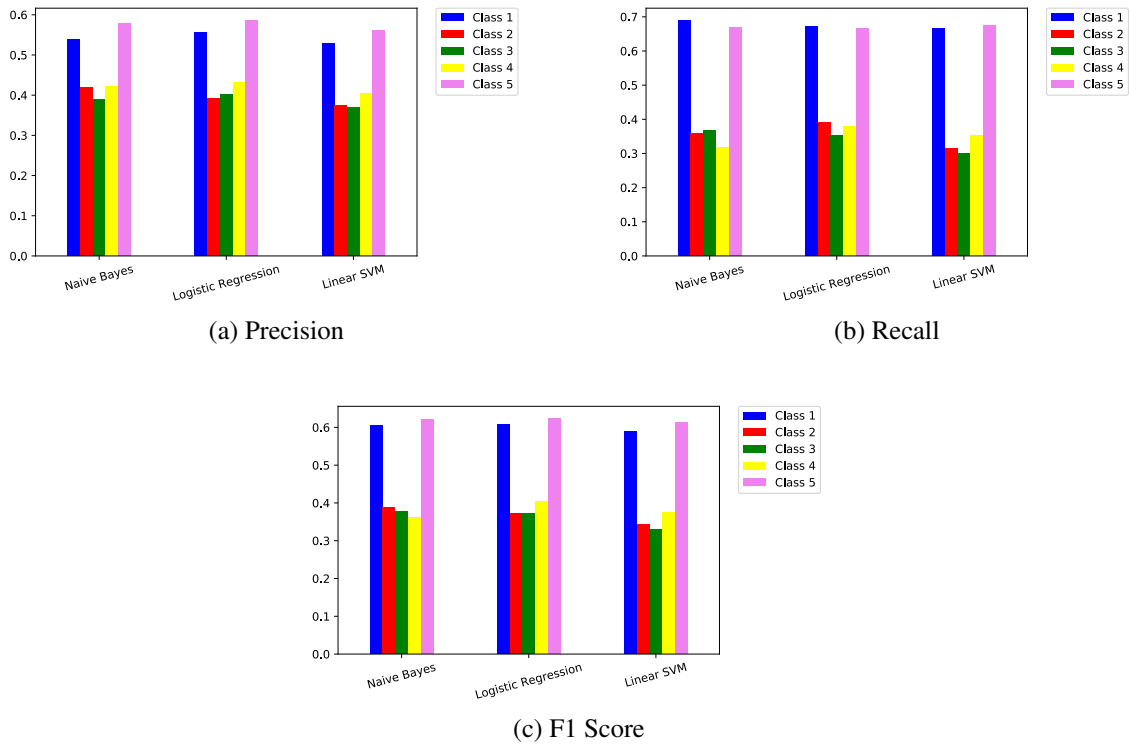 0.6
0.5
0.4
0.3
0.2
0.1
0.0
Naive Bayes
Logistic Regression
Linear SVM
Class 1
Class 2
Class 3
Class 4
Class 5
(a) Precision
0.7
0.6
0.5
0.4
0.3
0.2
0.1
0.0
Naive Bayes
Logistic Regression
Linear SVM
Class 1
Class 2
Class 3
Class 4
Class 5
(b) Recall
0.6
0.5
0.4
0.3
0.2
0.1
0.0
Naive Bayes
Logistic Regression
Linear SVM
Class 1
Class 2
Class 3
Class 4
Class 5
(c) F1 Score